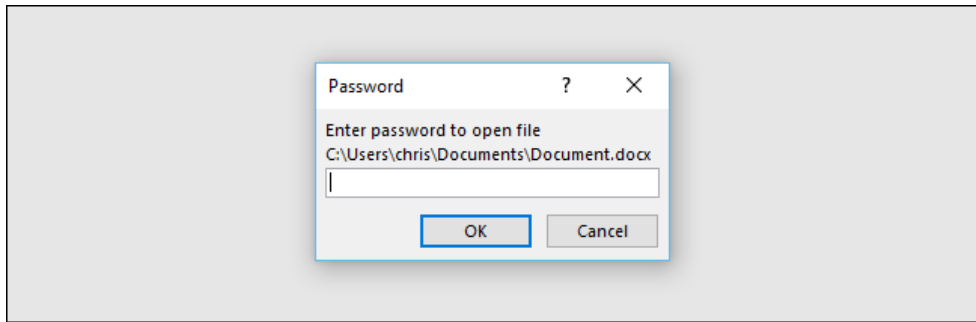 Password ?
Enter password to open file
C:\Users\chris\Documents\Document.docx
OK Cancel